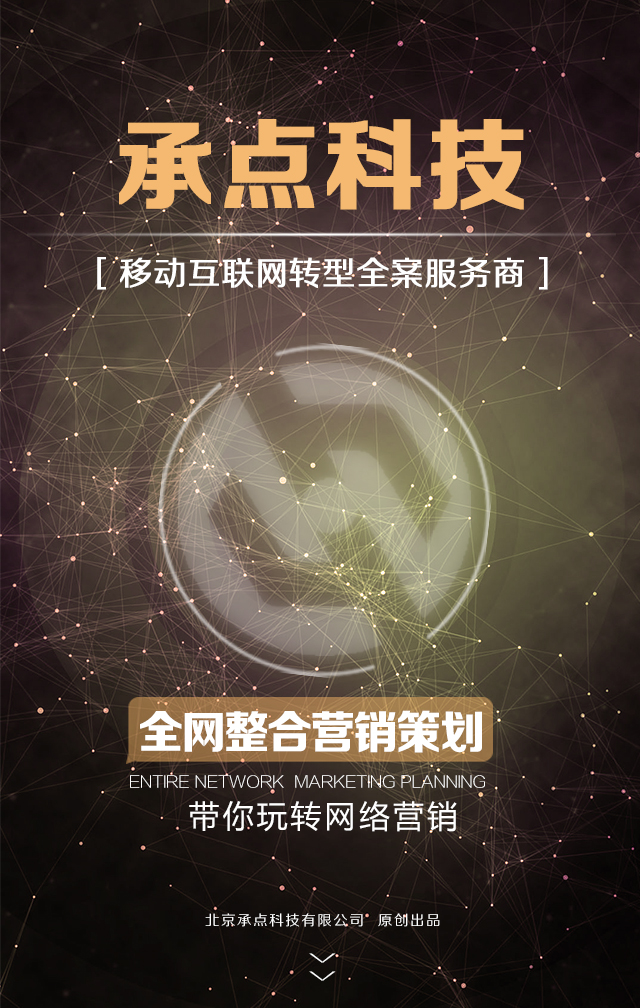 承点科技
[ 移动互联网转型全案服务商 ]
全网整合营销策划
ENTIRE NETWORK MARKETING PLANNING
带你玩转网络营销
北京承点科技有限公司 原创出品